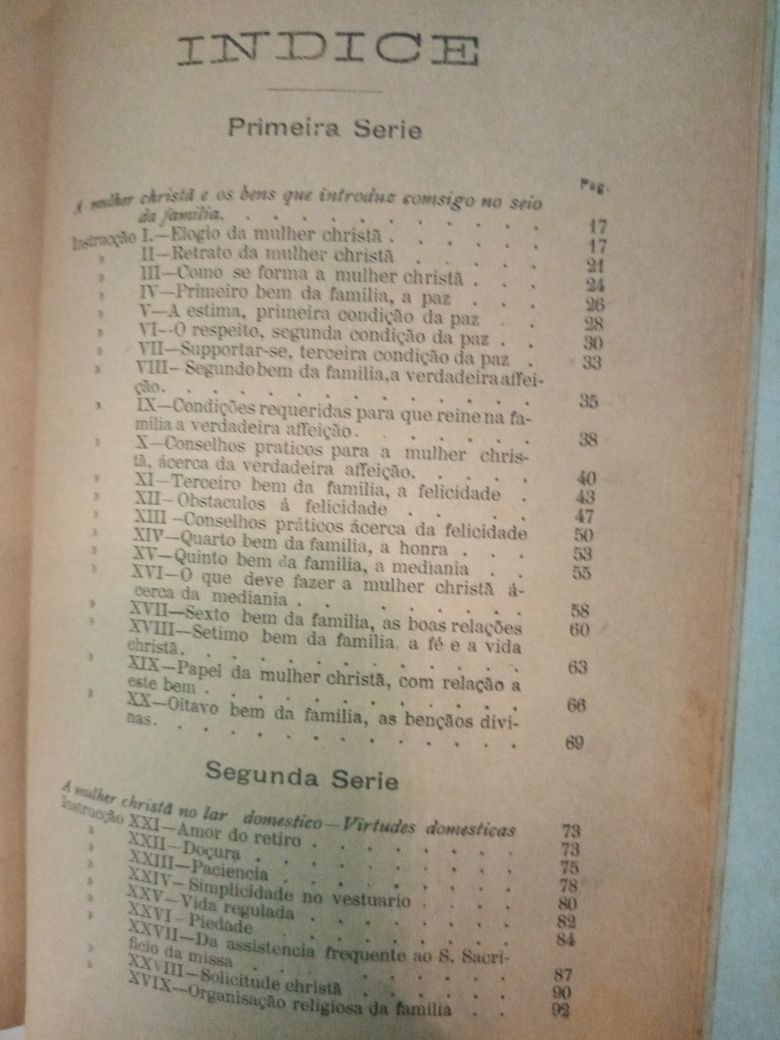 INDICE
Primeira Serie
Pag.
A mulher christã e os bens que introduz comsigo no seio
da familia. . . . . . . . . . . 17
Instrucção I.—Elogio da mulher christã . . . . . 17
» II—Retrato da mulher christã . . . . 21
» III—Como se forma a mulher christã . . . 24
» IV—Primeiro bem da familia, a paz . . . 26
» V—A estima, primeira condição da paz . . 28
» VI--O respeito, segunda condição da paz . . 30
» VII—Supportar-se, terceira condição da paz . 33
» VIII—Segundo bem da familia, a verdadeira affei-
ção. . . . . . . . . . . . 35
» IX—Condições requeridas para que reine na fa-
milia a verdadeira affeição. . . . . . 38
» X—Conselhos praticos para a mulher chris-
tã, ácerca da verdadeira affeição. . . . . 40
» XI—Terceiro bem da familia, a felicidade . 43
» XII—Obstaculos á felicidade . . . . 47
» XIII—Conselhos práticos ácerca da felicidade 50
» XIV—Quarto bem da familia, a honra . . . 53
» XV—Quinto bem da familia, a mediania . . 55
» XVI—O que deve fazer a mulher christã á-
cerca da mediania . . . . . . . 58
» XVII—Sexto bem da familia, as boas relações 60
» XVIII—Setimo bem da familia, a fé e a vida
christã. . . . . . . . . . . 63
» XIX—Papel da mulher christã, com relação a
este bem . . . . . . . . . . 66
» XX—Oitavo bem da familia, as bençãos divi-
nas. . . . . . . . . . . . 69
Segunda Serie
A mulher christã no lar domestico—Virtudes domesticas 73
Instrucção XXI—Amor do retiro . . . . . . 73
» XXII—Doçura . . . . . . . . 75
» XXIII—Paciencia . . . . . . . 78
» XXIV—Simplicidade no vestuario . . . . 80
» XXV—Vida regulada . . . . . . 82
» XXVI—Piedade . . . . . . . 84
» XXVII—Da assistencia frequente ao S. Sacri-
ficio da missa . . . . . . . . 87
» XXVIII—Solicitude christã . . . . . 90
» XVIX—Organisação religiosa da familia . . 92